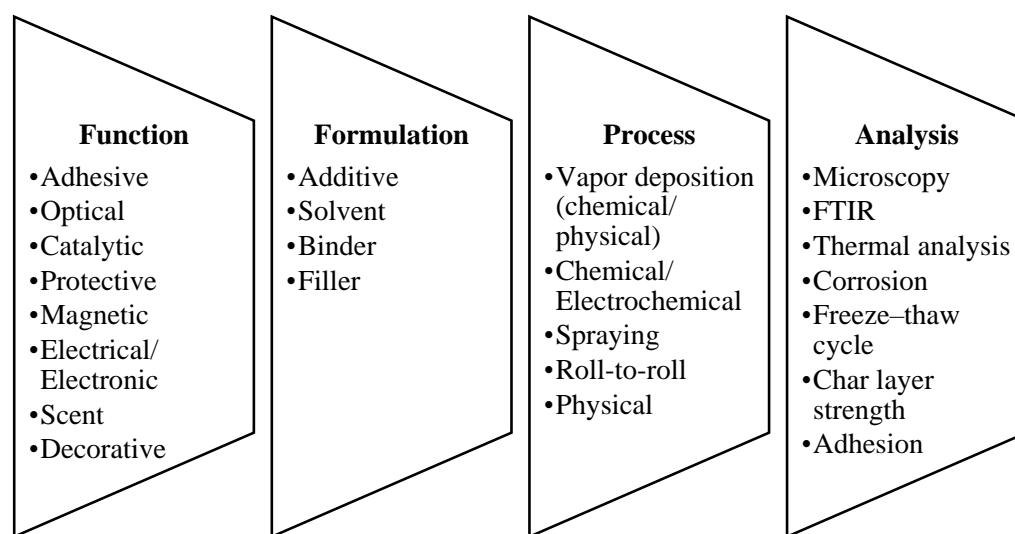 Function
•Adhesive
•Optical
•Catalytic
•Protective
•Magnetic
•Electrical/
Electronic
•Scent
•Decorative
Formulation
•Additive
•Solvent
•Binder
•Filler
Process
•Vapor deposition
(chemical/
physical)
•Chemical/
Electrochemical
•Spraying
•Roll-to-roll
•Physical
Analysis
•Microscopy
•FTIR
•Thermal analysis
•Corrosion
•Freeze–thaw
cycle
•Char layer
strength
•Adhesion